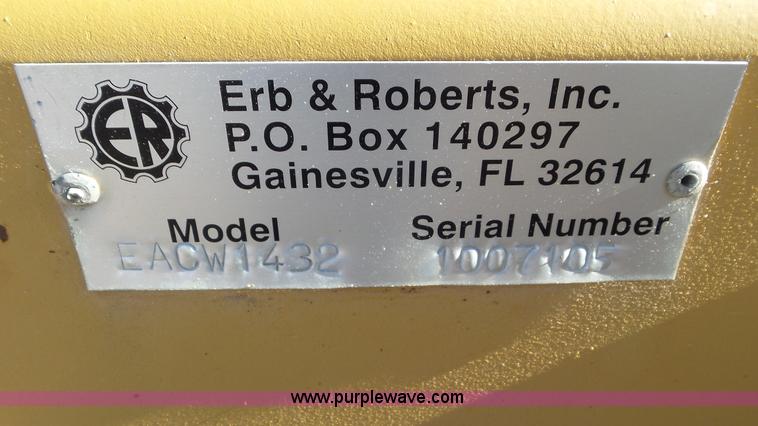 ER
Erb & Roberts, Inc.
P.O. Box 140297
Gainesville, FL 32614
Model Serial Number
EACW1432 1007105
www.purplewave.com